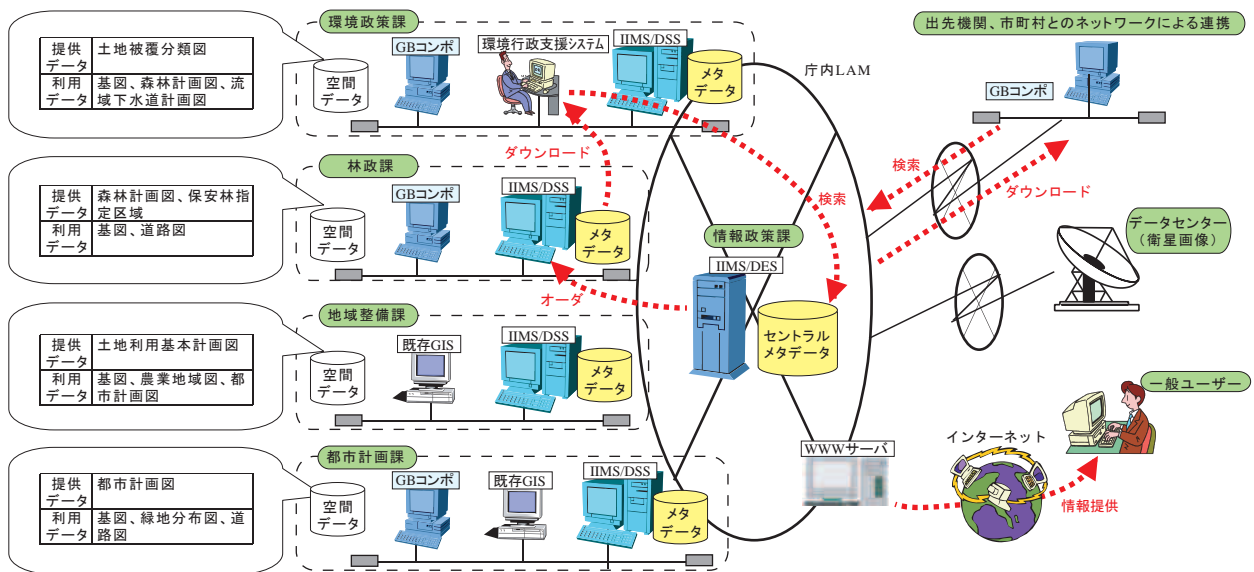 環境政策課
提供データ
土地被覆分類図
利用データ
基図、森林計画図、流
域下水道計画図
空間
データ
GBコンポ
環境行政支援システム
IIMS/DSS
メタ
データ
ダウンロード
林政課
提供データ
森林計画図、保安林指
定区域
利用データ
基図、道路図
空間
データ
GBコンポ
IIMS/DSS
メタ
データ
オーダ
地域整備課
提供データ
土地利用基本計画図
利用データ
基図、農業地域図、都
市計画図
空間
データ
既存GIS
IIMS/DSS
メタ
データ
都市計画課
提供データ
都市計画図
利用データ
基図、緑地分布図、道
路図
空間
データ
GBコンポ
既存GIS
IIMS/DSS
メタ
データ
庁内LAM
検索
情報政策課
IIMS/DES
セントラル
メタデータ
WWWサーバ
出先機関、市町村とのネットワークによる連携
GBコンポ
検索
ダウンロード
データセンター
(衛星画像)
一般ユーザー
インターネット
情報提供